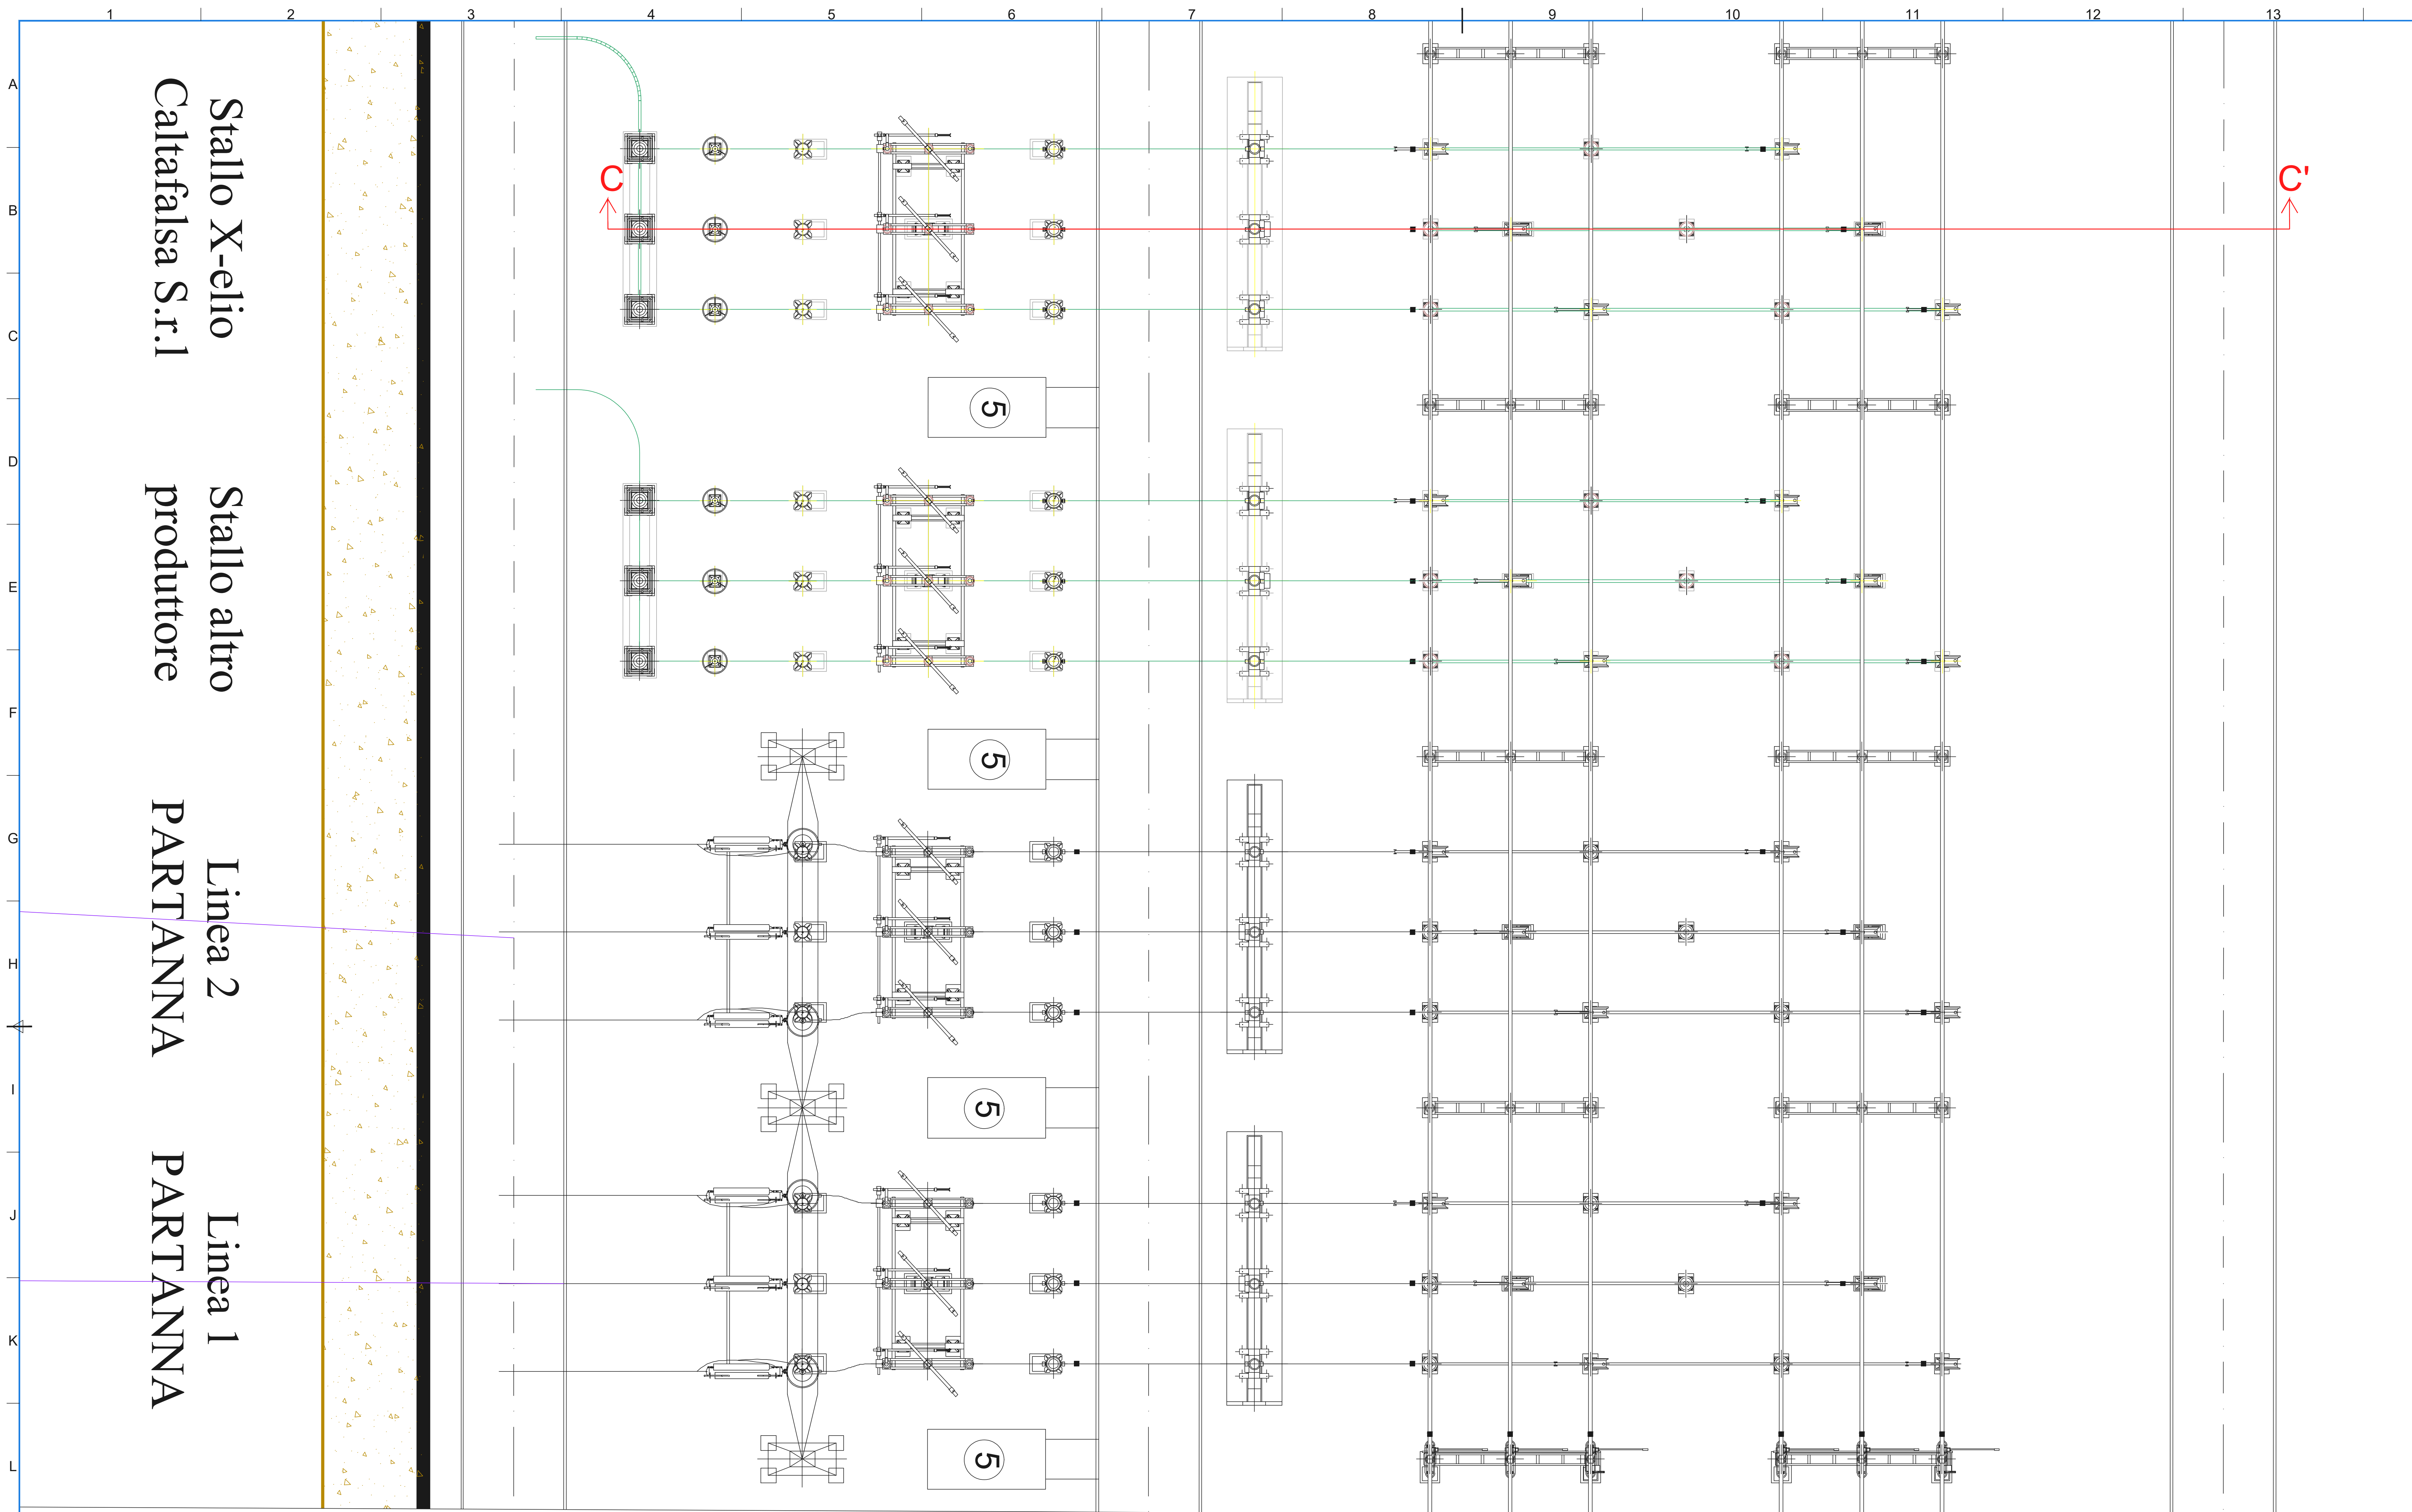 1 2 3 4 5 6 7 8 9 10 11 12 13
A
B
C
D
E
F
G
H
I
J
K
L
Stallo X-elio
Caltafalsa S.r.l
Stallo altro
produttore
Linea 2
PARTANNA
Linea 1
PARTANNA
C
C'
5
5
5
5